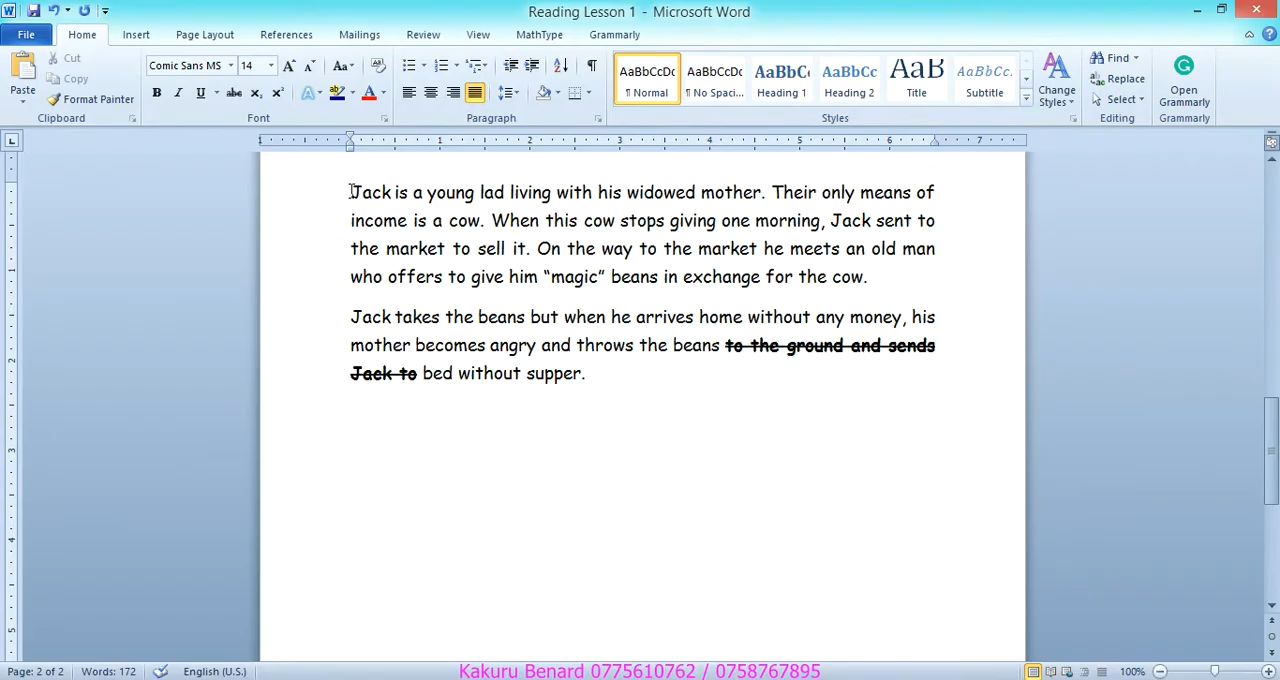 Reading Lesson 1 - Microsoft Word
File Home Insert Page Layout References Mailings Review View MathType Grammarly
Cut
Copy
Format Painter
Paste
Clipboard
Comic Sans MS 14
Font
Paragraph
AaBbCcDc AaBbCcDc AaBbCc AaBbCc AaB AaBbCc.
¶ Normal ¶ No Spaci... Heading 1 Heading 2 Title Subtitle
Styles
Change
Styles
Find
Replace
Select
Editing
Open
Grammarly
Grammarly
Jack is a young lad living with his widowed mother. Their only means of
income is a cow. When this cow stops giving one morning, Jack sent to
the market to sell it. On the way to the market he meets an old man
who offers to give him “magic” beans in exchange for the cow.
Jack takes the beans but when he arrives home without any money, his
mother becomes angry and throws the beans to the ground and sends
Jack to bed without supper.
Page: 2 of 2 Words: 172 English (U.S.) Kakuru Benard 0775610762 / 0758767895 100%